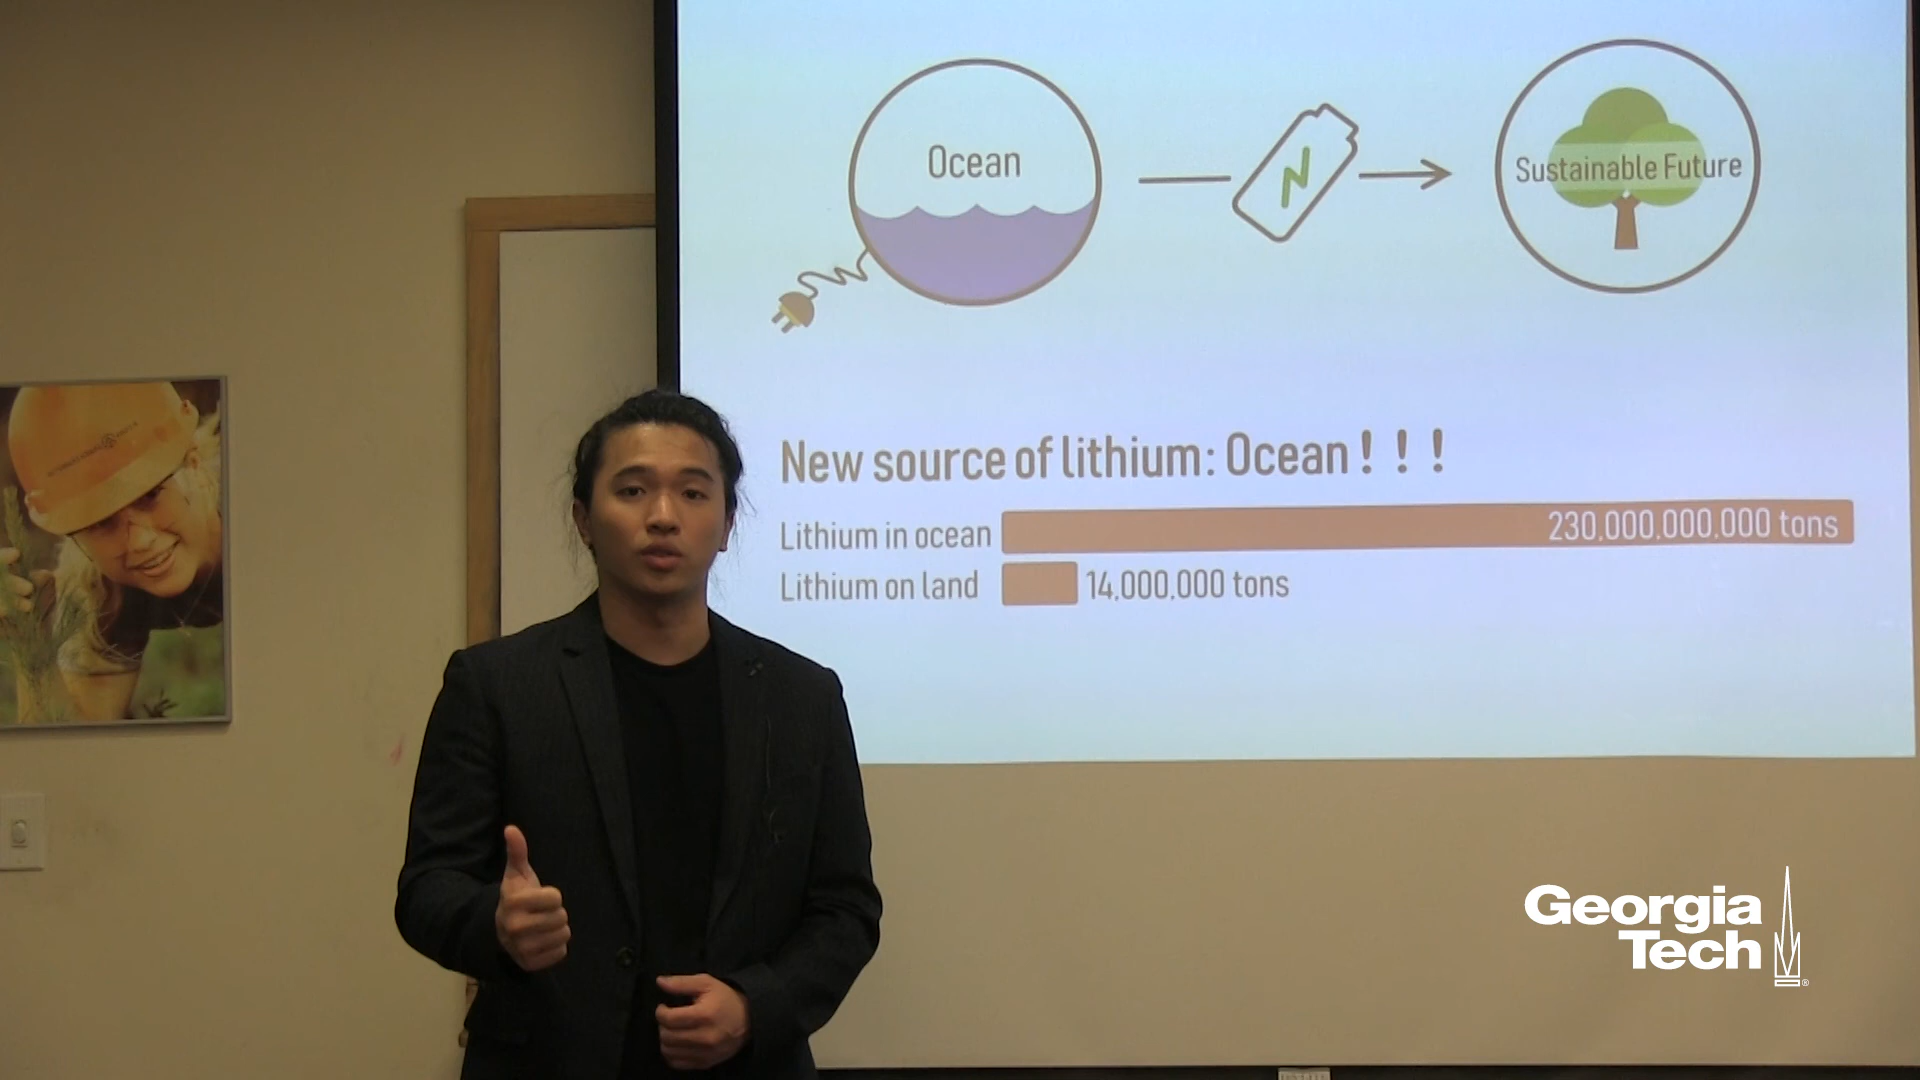 Ocean
Sustainable Future
New source of lithium: Ocean! ! !
Lithium in ocean 230,000,000,000 tons
Lithium on land 14,000,000 tons
Georgia
Tech
®